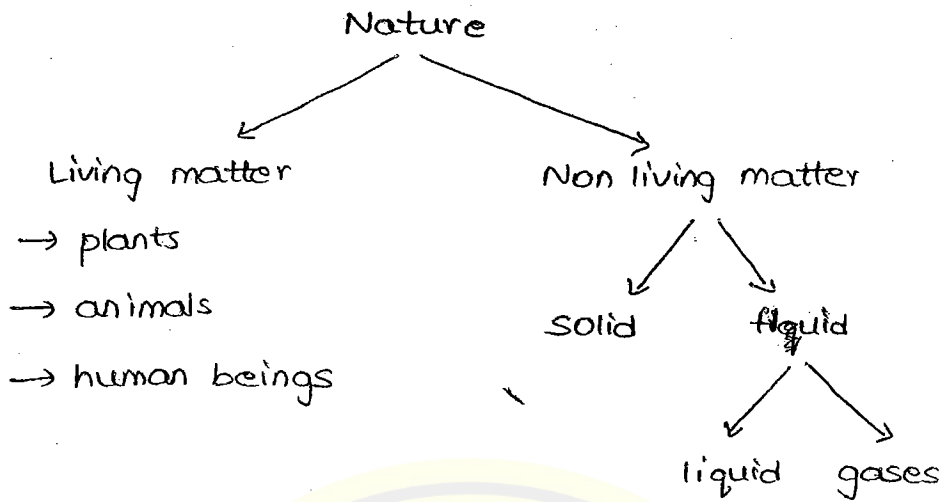 Nature
Living matter
Non living matter
→ plants
→ animals
→ human beings
solid
liquid
gases